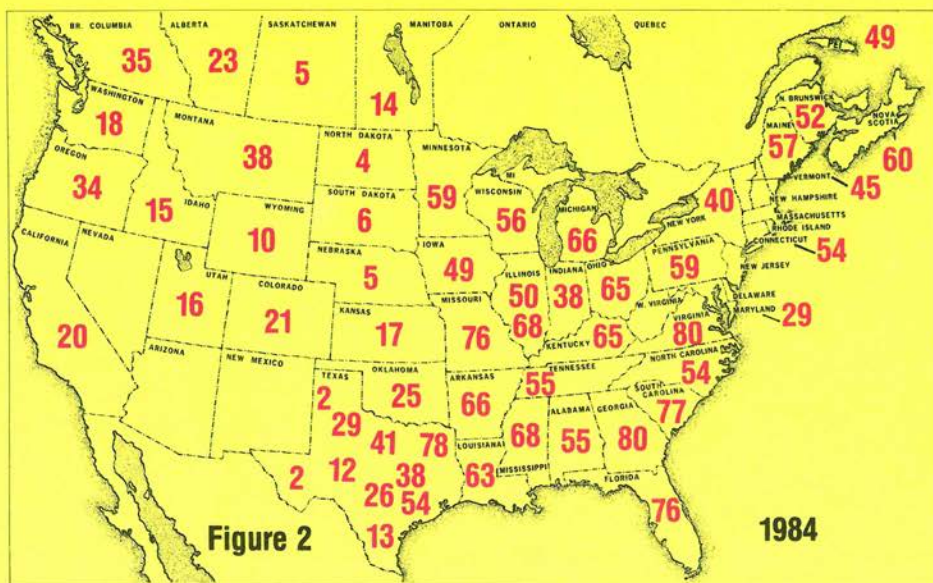 BR. COLUMBIA
ALBERTA
SASKATCHEWAN
MANITOBA
ONTARIO
QUEBEC
PEI
49
35
23
5
14
WASHINGTON
18
MONTANA
38
NORTH DAKOTA
4
MINNESOTA
59
N. BRUNSWICK
52
NOVA
SCOTIA
60
MAINE
57
OREGON
34
IDAHO
15
WYOMING
10
SOUTH DAKOTA
6
MI
WISCONSIN
56
MICHIGAN
66
NEW YORK
40
VERMONT
45
NEW HAMPSHIRE
MASSACHUSETTS
RHODE ISLAND
CONNECTICUT
54
CALIFORNIA
20
NEVADA
UTAH
16
COLORADO
21
NEBRASKA
5
IOWA
49
ILLINOIS
50
68
INDIANA
38
OHIO
65
PENNSYLVANIA
59
NEW JERSEY
DELAWARE
MARYLAND
29
W. VIRGINIA
VIRGINIA
80
KANSAS
17
MISSOURI
76
KENTUCKY
65
ARIZONA
NEW MEXICO
TEXAS
2
29
41
78
2
12
38
26
54
13
OKLAHOMA
25
ARKANSAS
66
TENNESSEE
55
NORTH CAROLINA
54
SOUTH
CAROLINA
77
LOUISIANA
63
MISSISSIPPI
68
ALABAMA
55
GEORGIA
80
FLORIDA
76
Figure 2
1984